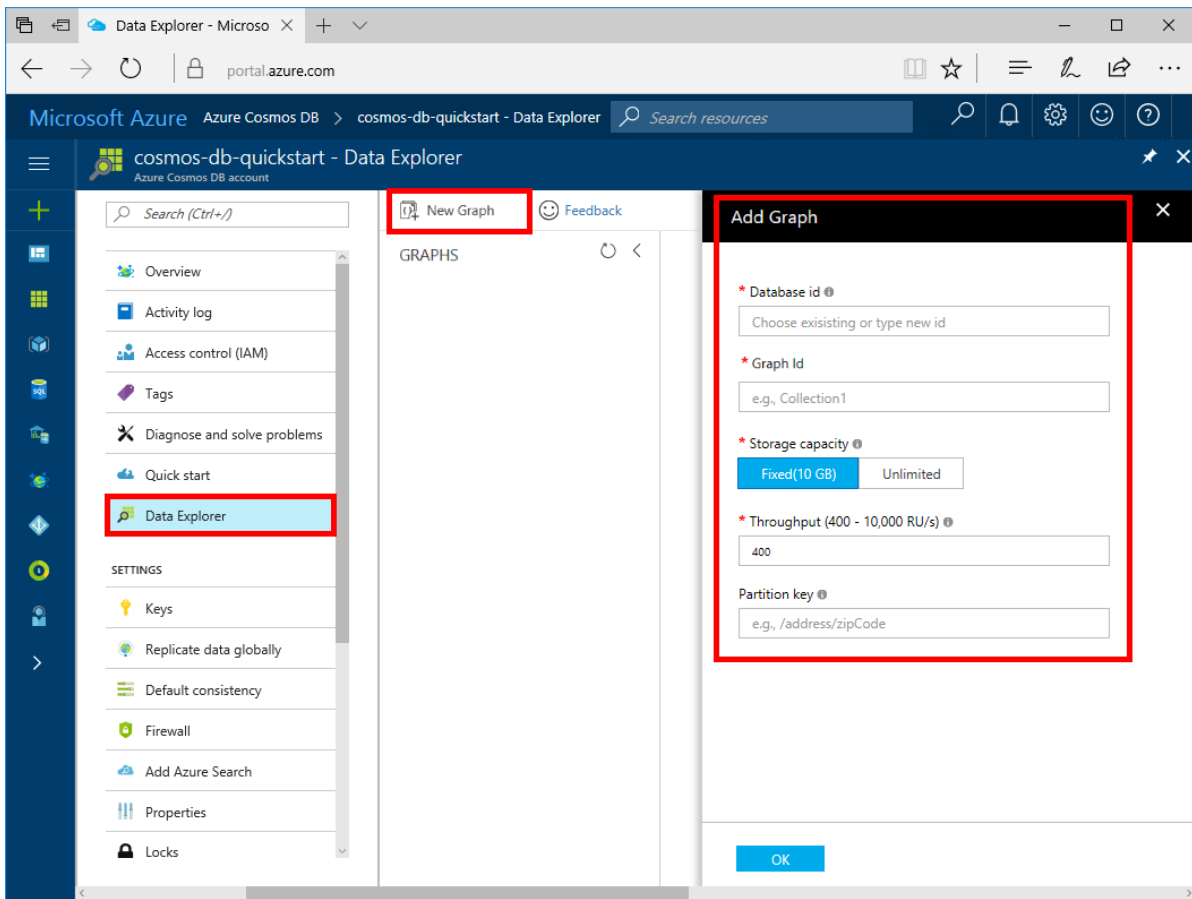 Data Explorer - Microso
portal.azure.com
Microsoft Azure Azure Cosmos DB > cosmos-db-quickstart - Data Explorer Search resources
cosmos-db-quickstart - Data Explorer
Azure Cosmos DB account
Search (Ctrl+/)
Overview
Activity log
Access control (IAM)
Tags
Diagnose and solve problems
Quick start
Data Explorer
SETTINGS
Keys
Replicate data globally
Default consistency
Firewall
Add Azure Search
Properties
Locks
SQL
New Graph Feedback
GRAPHS
Add Graph
* Database id
Choose exisisting or type new id
* Graph Id
e.g., Collection1
* Storage capacity
Fixed(10 GB) Unlimited
* Throughput (400 - 10,000 RU/s)
400
Partition key
e.g., /address/zipCode
OK